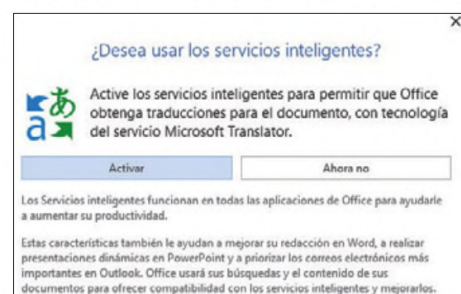 ¿Desea usar los servicios inteligentes?
Active los servicios inteligentes para permitir que Office
obtenga traducciones para el documento, con tecnología
del servicio Microsoft Translator.
あ
a
Activar
Ahora no
Los Servicios inteligentes funcionan en todas las aplicaciones de Office para ayudarle
a aumentar su productividad.
Estas características también le ayudan a mejorar su redacción en Word, a realizar
presentaciones dinámicas en PowerPoint y a priorizar los correos electrónicos más
importantes en Outlook. Office usará sus búsquedas y el contenido de sus
documentos para ofrecer compatibilidad con los servicios inteligentes y mejorarlos.